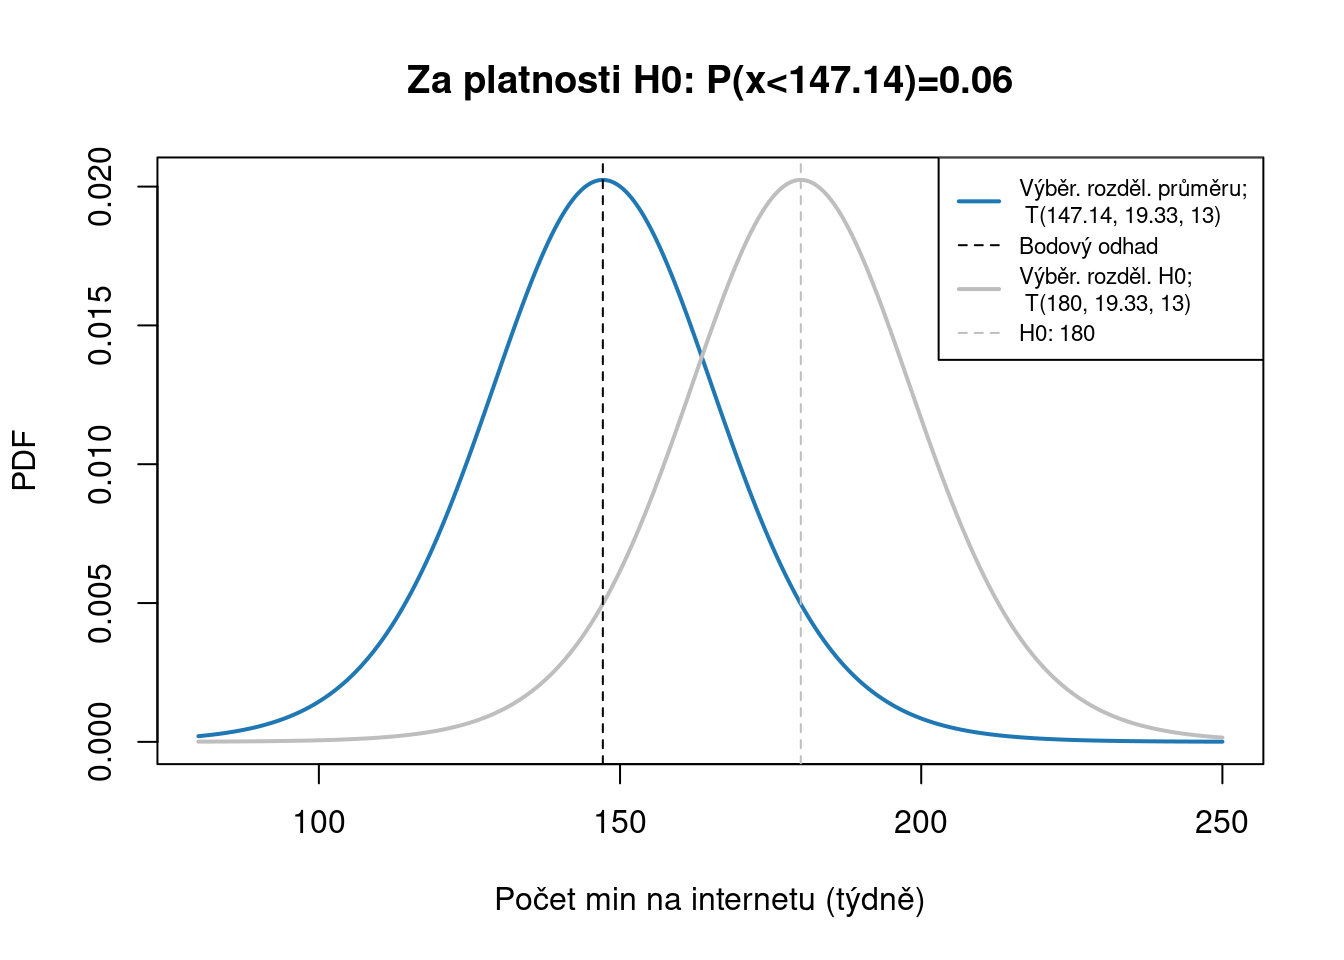 Za platnosti H0: P(x<147.14)=0.06
Výběr. rozděl. průměru;
T(147.14, 19.33, 13)
Bodový odhad
Výběr. rozděl. H0;
T(180, 19.33, 13)
H0: 180
PDF
0.020
0.015
0.010
0.005
0.000
100
150
200
250
Počet min na internetu (týdně)